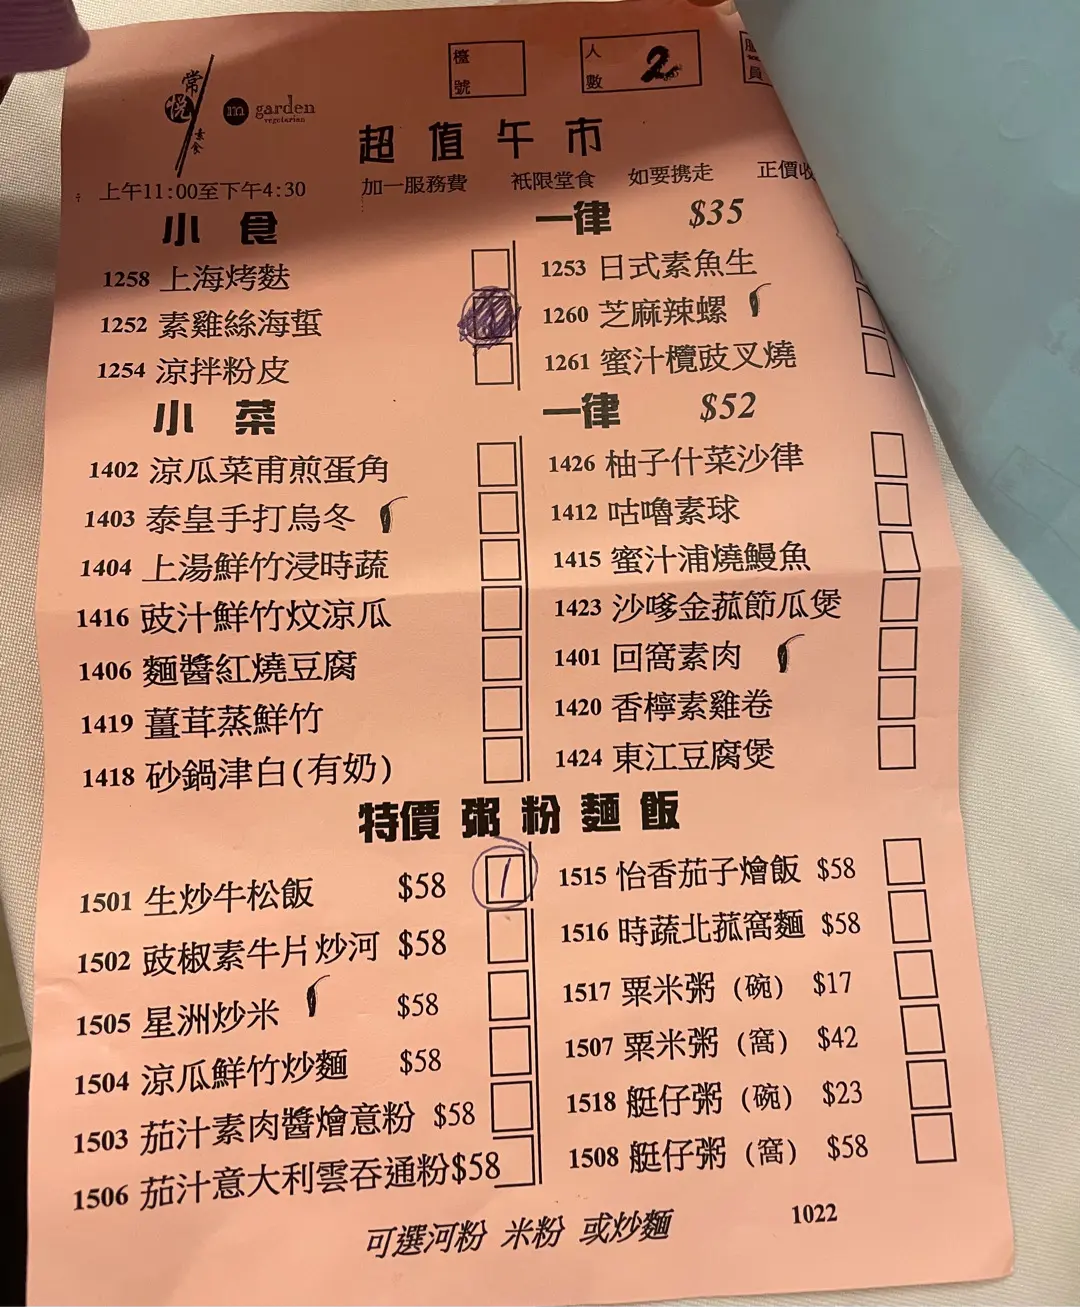 常悅素食
m garden
vegetarian
檯號
人數 2
員
超值午市
上午11:00至下午4:30 加一服務費 祇限堂食 如要携走 正價收
小食 一律 $35
1258 上海烤麩 1253 日式素魚生
1252 素雞絲海蜇 1260 芝麻辣螺
1254 涼拌粉皮 1261 蜜汁欖豉叉燒
小菜 一律 $52
1402 涼瓜菜甫煎蛋角 1426 柚子什菜沙律
1403 泰皇手打烏冬 1412 咕嚕素球
1404 上湯鮮竹浸時蔬 1415 蜜汁浦燒鰻魚
1416 豉汁鮮竹炆涼瓜 1423 沙嗲金菰節瓜煲
1406 麵醬紅燒豆腐 1401 回窩素肉
1419 薑茸蒸鮮竹 1420 香檸素雞卷
1418 砂鍋津白(有奶) 1424 東江豆腐煲
特價粥粉麵飯
1501 生炒牛松飯 $58 1 1515 怡香茄子燴飯 $58
1502 豉椒素牛片炒河 $58 1516 時蔬北菰窩麵 $58
1505 星洲炒米 $58 1517 粟米粥 (碗) $17
1504 涼瓜鮮竹炒麵 $58 1507 粟米粥 (窩) $42
1503 茄汁素肉醬燴意粉 $58 1518 艇仔粥 (碗) $23
1506 茄汁意大利雲吞通粉$58 1508 艇仔粥 (窩) $58
可選河粉 米粉 或炒麵 1022